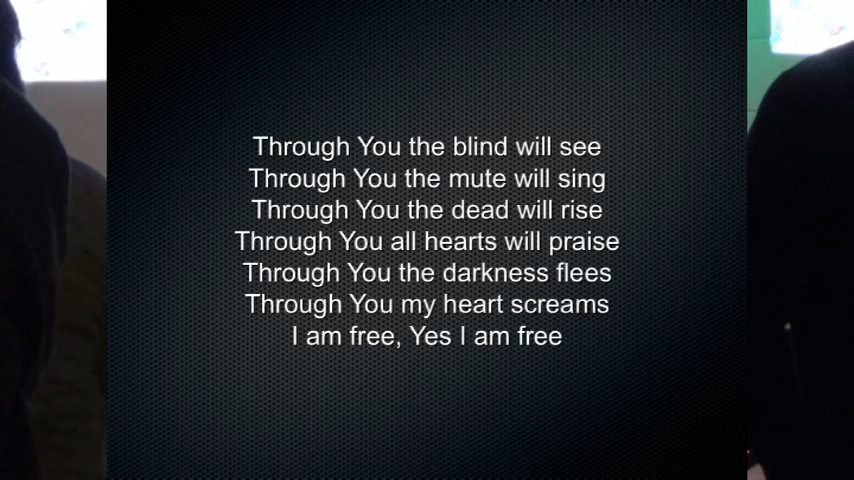 Through You the blind will see
Through You the mute will sing
Through You the dead will rise
Through You all hearts will praise
Through You the darkness flees
Through You my heart screams
I am free, Yes I am free